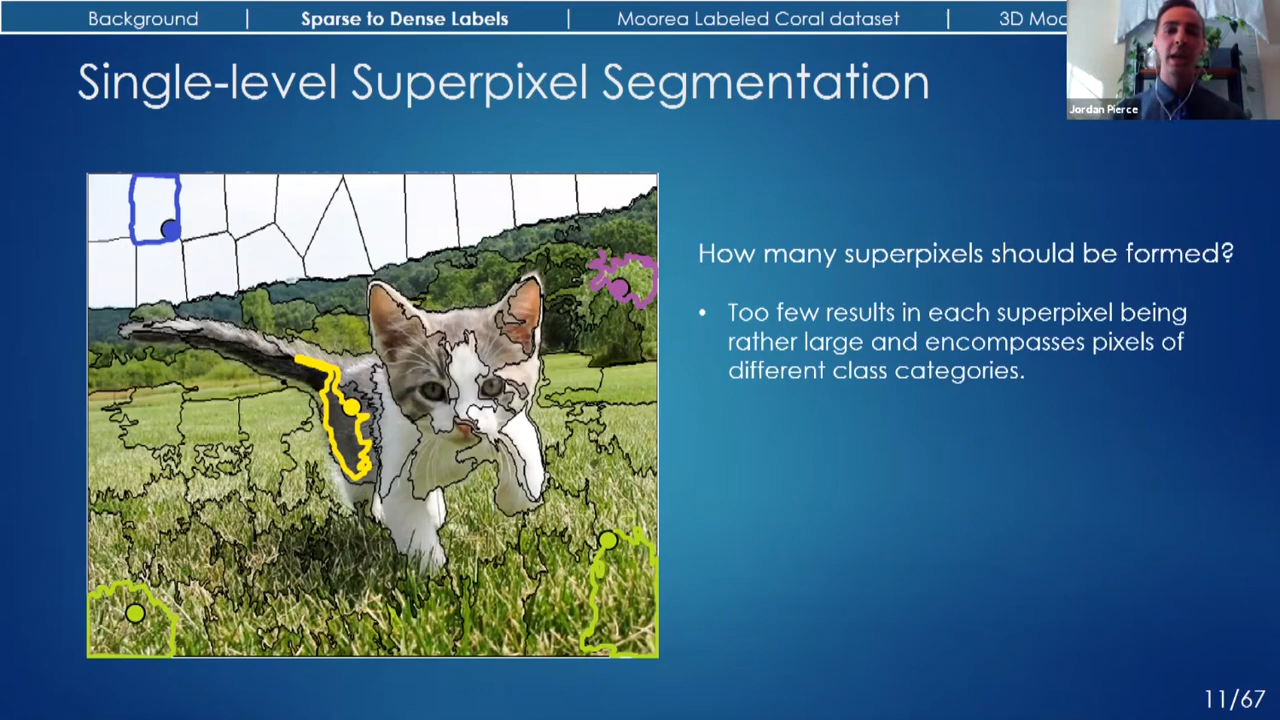 Background | Sparse to Dense Labels | Moorea Labeled Coral dataset | 3D Moo
Jordan Pierce
Single-level Superpixel Segmentation
How many superpixels should be formed?
• Too few results in each superpixel being
rather large and encompasses pixels of
different class categories.
11/67